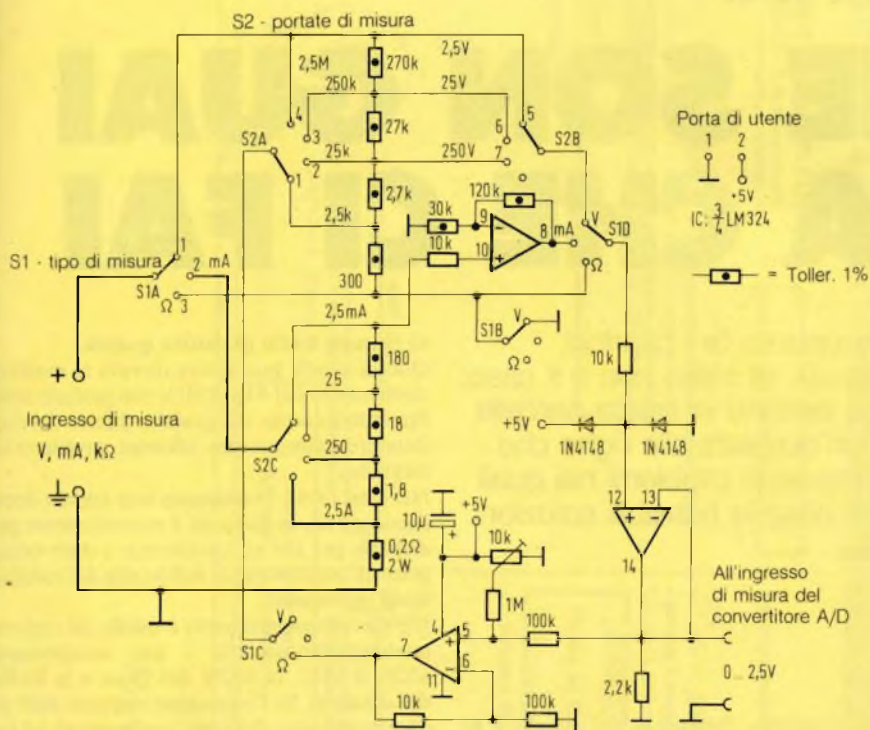 S2 - portate di misura
2,5M
270k
2,5V
250k
25V
4
3
5
6
27k
S2A
25k
2
250V
7
S2B
1
2,7k
120k
2,5k
30k
9
8
mA
V
S1D
10k
10
Ω
300
Porta di utente
1
2
+5V
IC: 3/4 LM324
= Toller. 1%
S1 - tipo di misura
1
2
mA
S1A
Ω
3
2,5mA
S1B
V
Ω
180
10k
25
+
18
+5V
1N4148
1N4148
Ingresso di misura
V, mA, kΩ
S2C
250
1,8
12
13
2,5A
10µ
+5V
10k
0,2Ω
2W
14
1M
All'ingresso
di misura del
convertitore A/D
V
S1C
Ω
7
4
5
6
11
100k
0...2,5V
2,2k
10k
100k